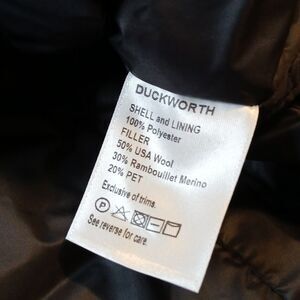 DUCKWORTH
SHELL and LINING
100% Polyester
FILLER
50% USA Wool
30% Rambouillet Merino
20% PET
Exclusive of trims.
P
See reverse for care.